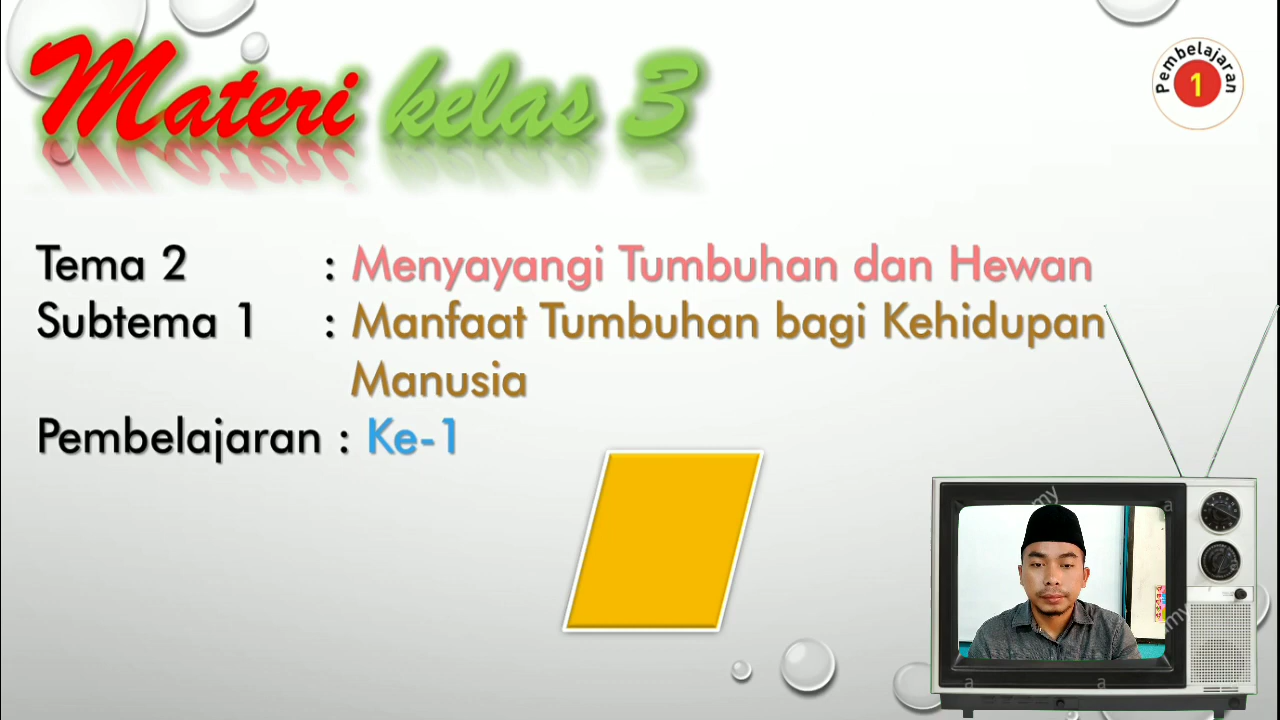 Materi kelas 3
Pembelajaran
1
Tema 2 : Menyayangi Tumbuhan dan Hewan
Subtema 1 : Manfaat Tumbuhan bagi Kehidupan
Manusia
Pembelajaran : Ke-1
a
a
a
a